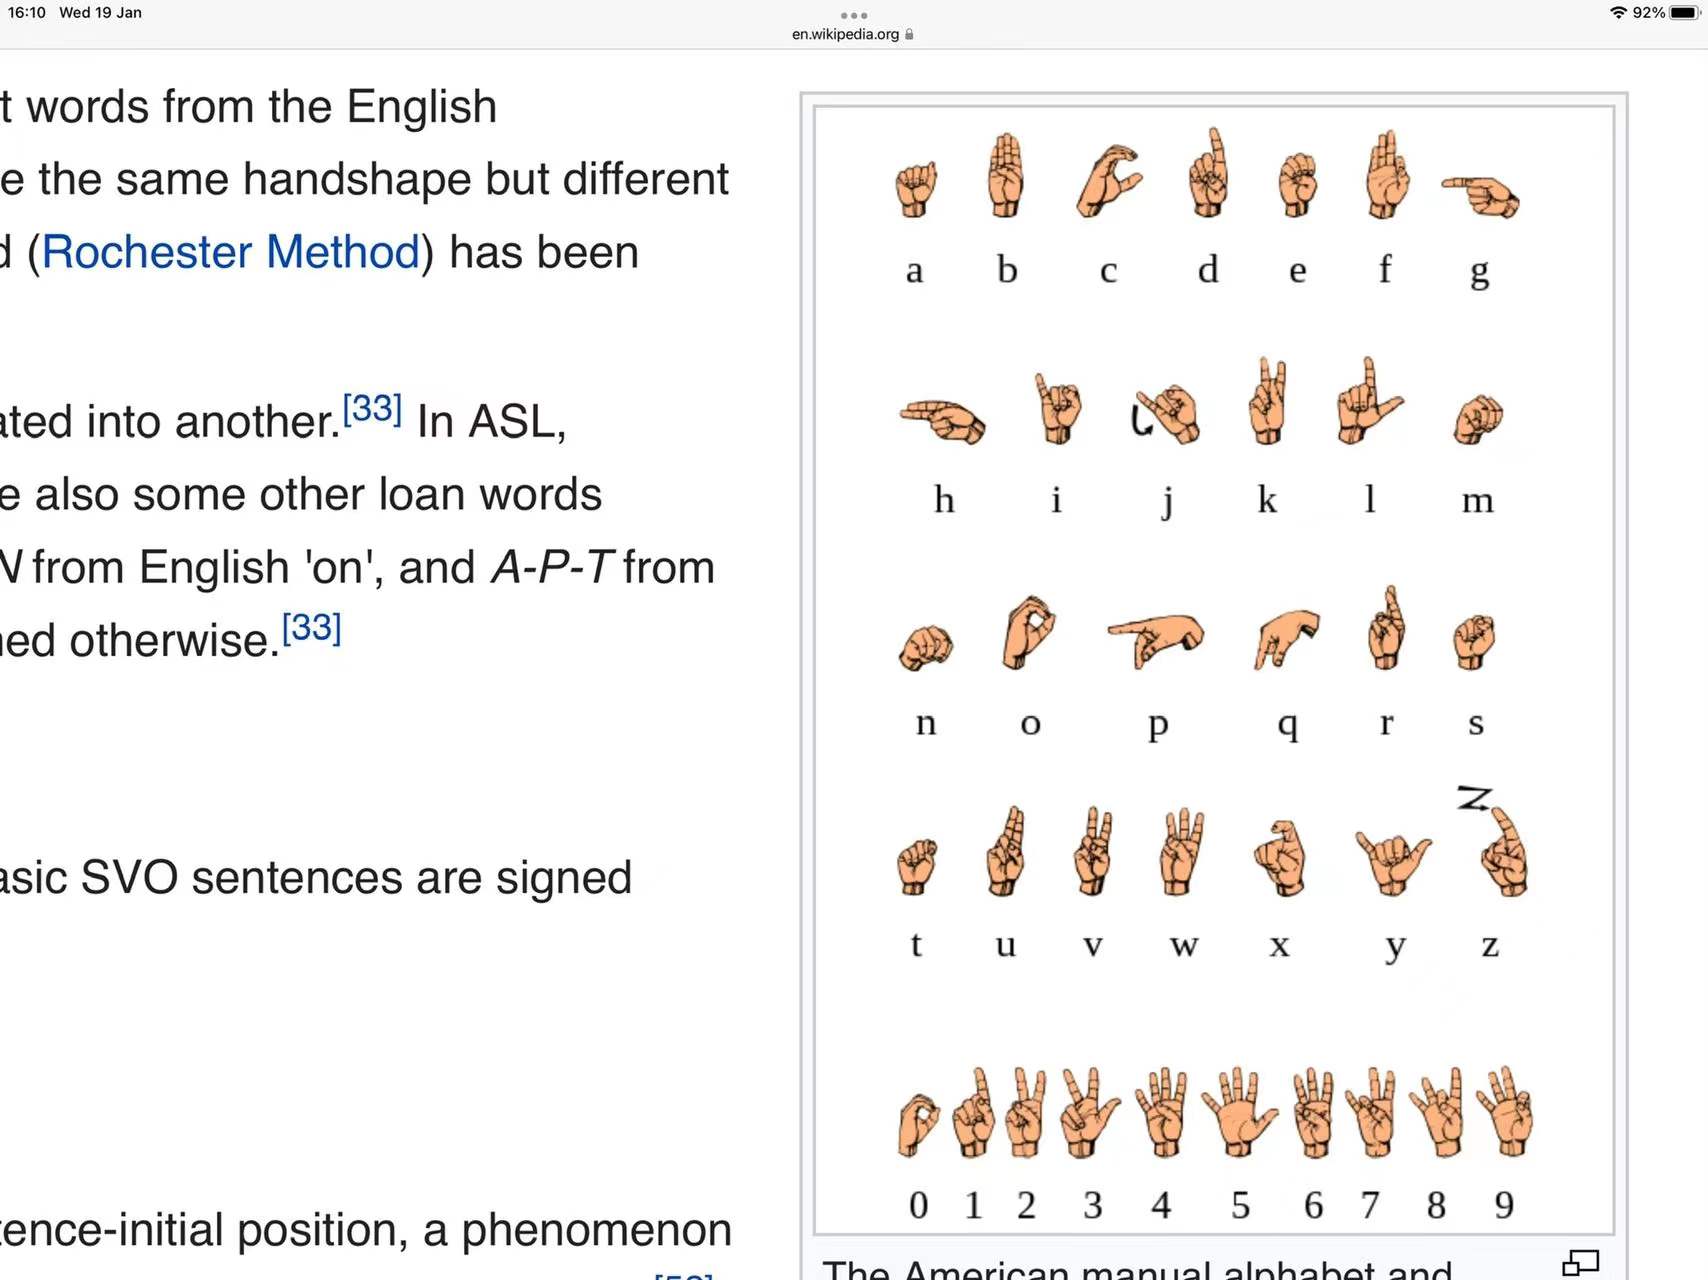 16:10 Wed 19 Jan
92%
en.wikipedia.org
t words from the English
e the same handshape but different
d (Rochester Method) has been
ated into another.[33] In ASL,
e also some other loan words
N from English 'on', and A-P-T from
ned otherwise.[33]
asic SVO sentences are signed
tence-initial position, a phenomenon
a b c d e f g
h i j k l m
n o p q r s
Z
t u v w x y z
0 1 2 3 4 5 6 7 8 9
The American manual alphabet and